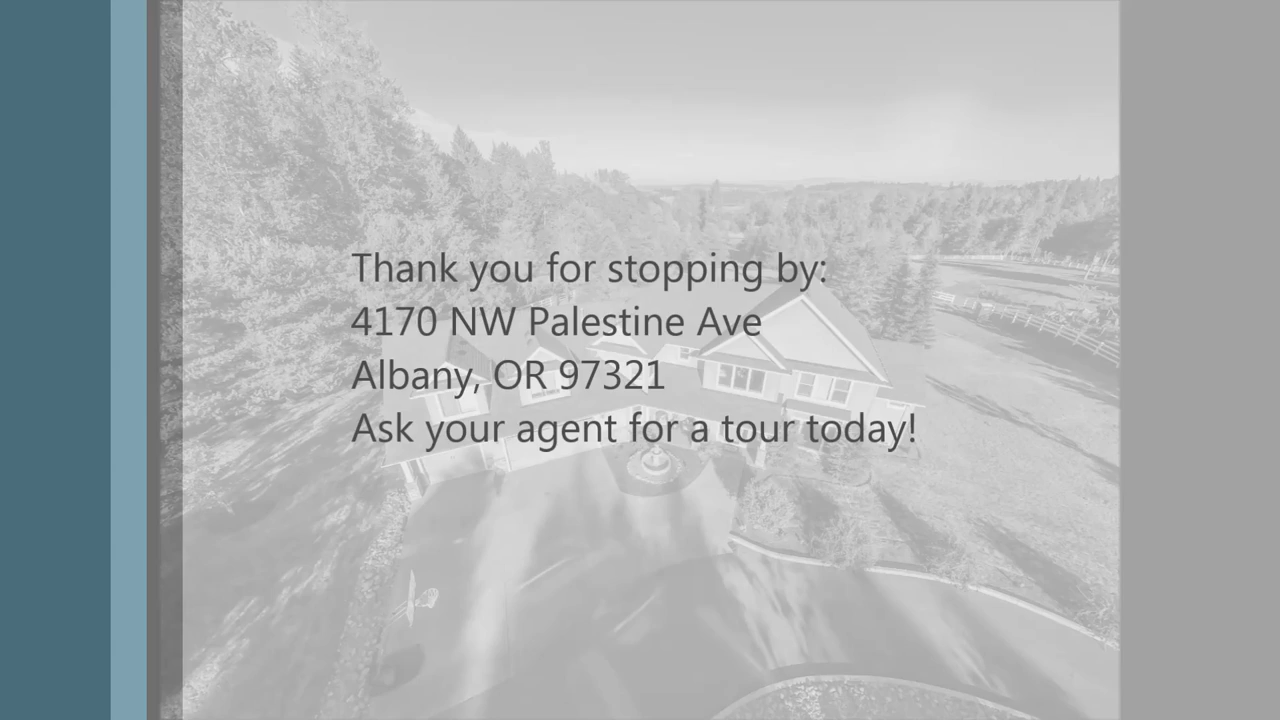 Thank you for stopping by:
4170 NW Palestine Ave
Albany, OR 97321
Ask your agent for a tour today!